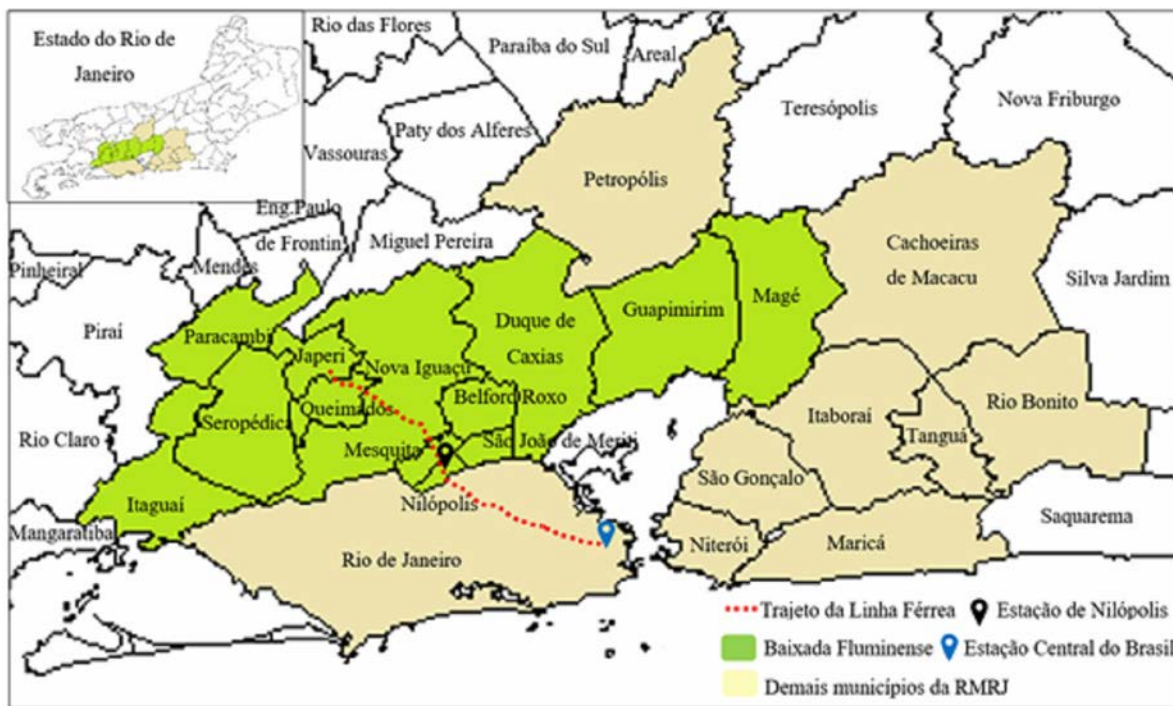 Estado do Rio de
Janeiro
Rio das Flores
Paraíba do Sul
Areal
Teresópolis
Nova Friburgo
Paty dos Alferes
Vassouras
Petropólis
Eng.Paulo
de Frontin
Miguel Pereira
Cachoeiras
de Macacu
Pinheiral
Mendes
Silva Jardim
Piraí
Paracambi
Japeri
Nova Iguaçu
Duque de
Caxias
Guapimirim
Magé
Queimados
Belford Roxo
Seropédica
Itaboraí
Tanguá
Rio Bonito
Rio Claro
Mesquita
São João de Meriti
São Gonçalo
Itaguaí
Nilópolis
Mangaratiba
Saquarema
Rio de Janeiro
Niterói
Maricá
Trajeto da Linha Férrea
Estação de Nilópolis
Baixada Fluminense
Estação Central do Brasil
Demais municípios da RMRJ